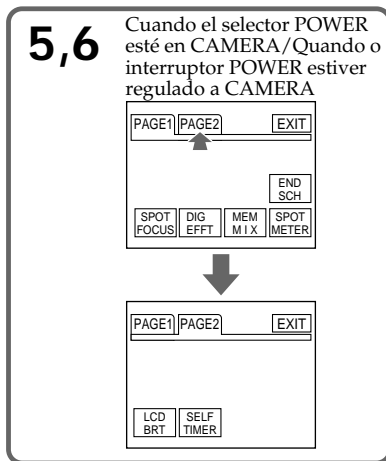 5,6
Cuando el selector POWER
esté en CAMERA/Quando o
interruptor POWER estiver
regulado a CAMERA
PAGE1 PAGE2 EXIT
END
SCH
SPOT DIG MEM SPOT
FOCUS EFFT M I X METER
PAGE1 PAGE2 EXIT
LCD SELF
BRT TIMER